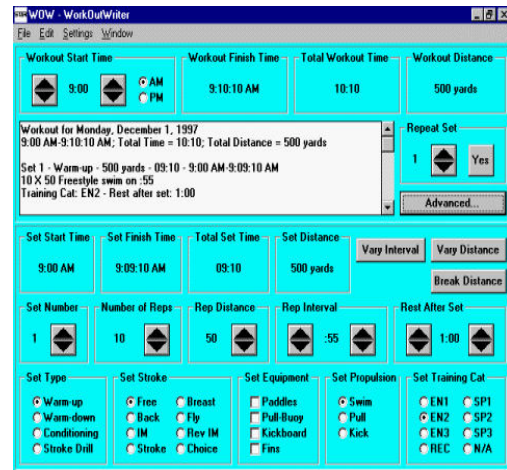 WOW - WorkOutWriter
File Edit Settings Window
Workout Start Time Workout Finish Time Total Workout Time Workout Distance
9:00 AM PM 9:10:10 AM 10:10 500 yards
Workout for Monday, December 1, 1997
9:00 AM-9:10:10 AM; Total Time = 10:10; Total Distance = 500 yards
Set 1 - Warm-up - 500 yards - 09:10 - 9:00 AM-9:09:10 AM
10 X 50 Freestyle swim on :55
Training Cat: EN2 - Rest after set: 1:00
Repeat Set
1 Yes
Advanced...
Set Start Time Set Finish Time Total Set Time Set Distance
9:00 AM 9:09:10 AM 09:10 500 yards
Vary Interval Vary Distance
Break Distance
Set Number Number of Reps Rep Distance Rep Interval Rest After Set
1 10 50 :55 1:00
Set Type Set Stroke Set Equipment Set Propulsion Set Training Cat
Warm-up Free Breast Paddles Swim EN1 SP1
Warm-down Back Fly Pull-Buoy Pull EN2 SP2
Conditioning IM Rev IM Kickboard Kick EN3 SP3
Stroke Drill Stroke Choice Fins REC N/A